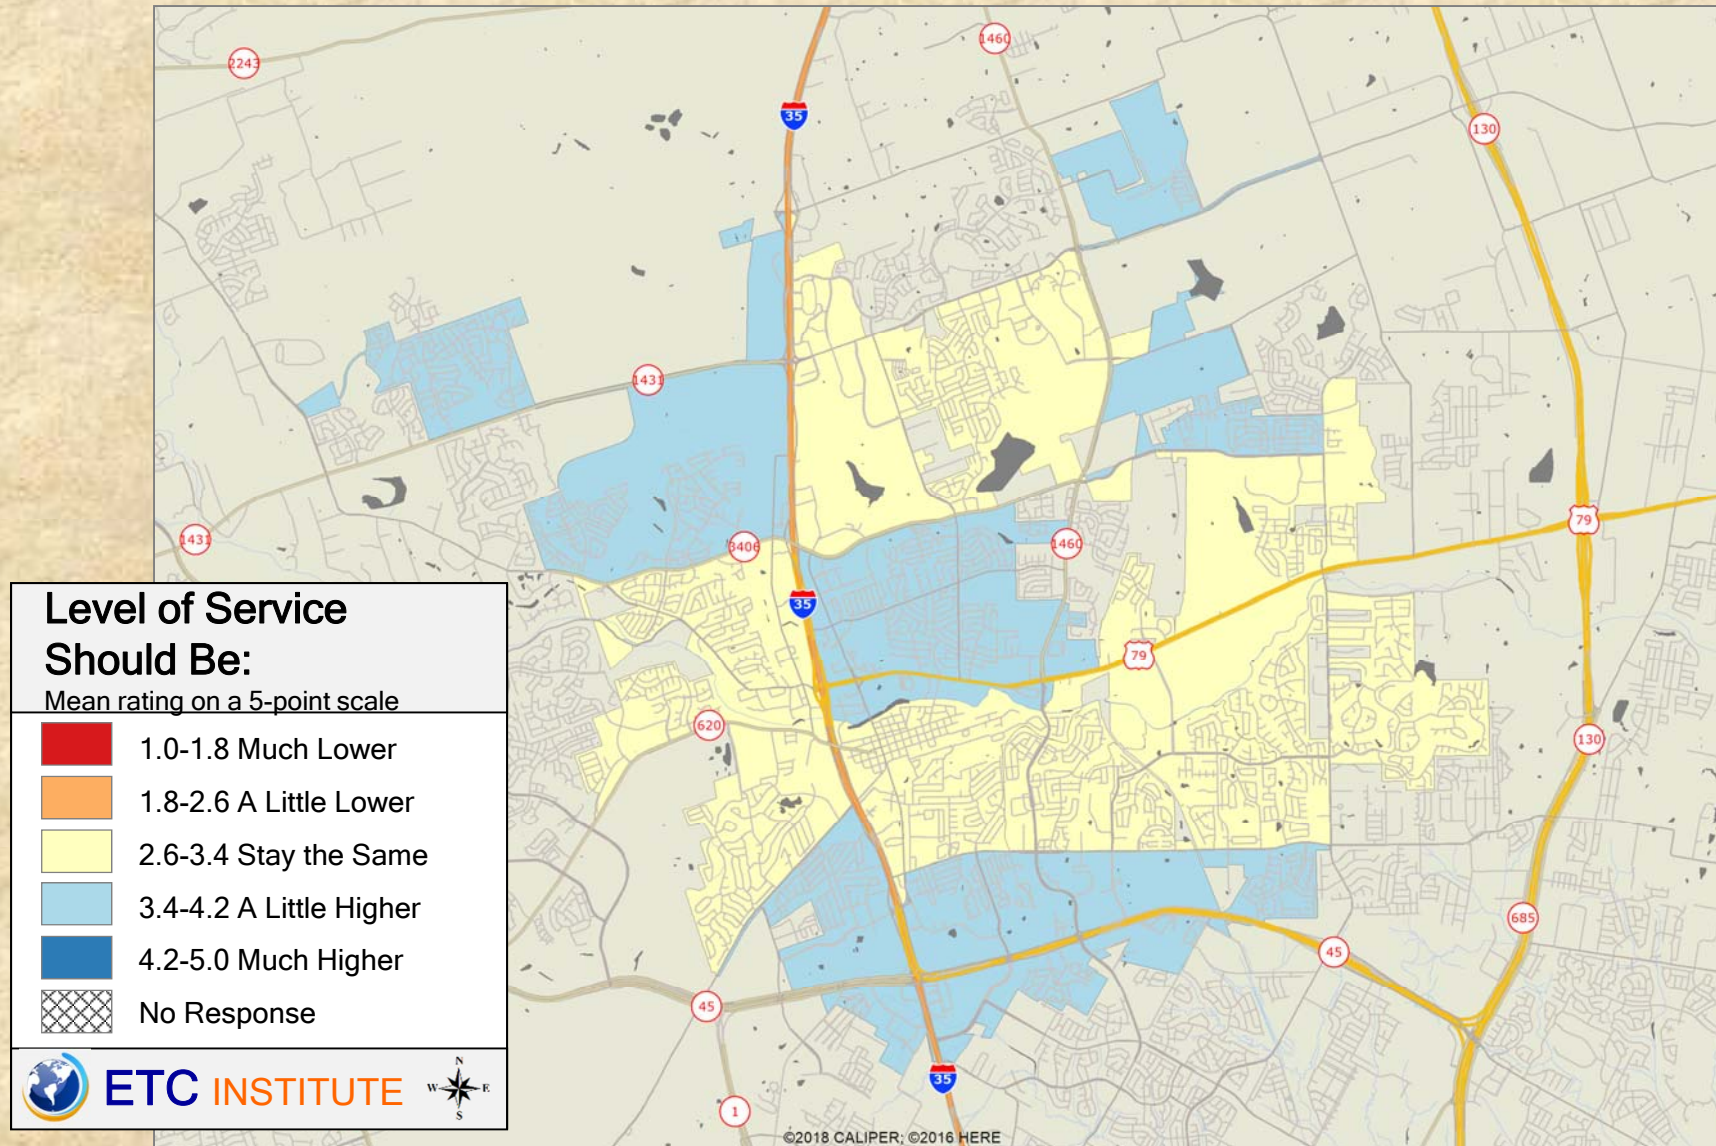 2243
1460
35
130
1431
1431
3406
1460
79
35
79
620
130
685
45
45
1
35
Level of Service
Should Be:
Mean rating on a 5-point scale
1.0-1.8 Much Lower
1.8-2.6 A Little Lower
2.6-3.4 Stay the Same
3.4-4.2 A Little Higher
4.2-5.0 Much Higher
No Response
ETC INSTITUTE
N
W E
S
©2018 CALIPER; ©2016 HERE